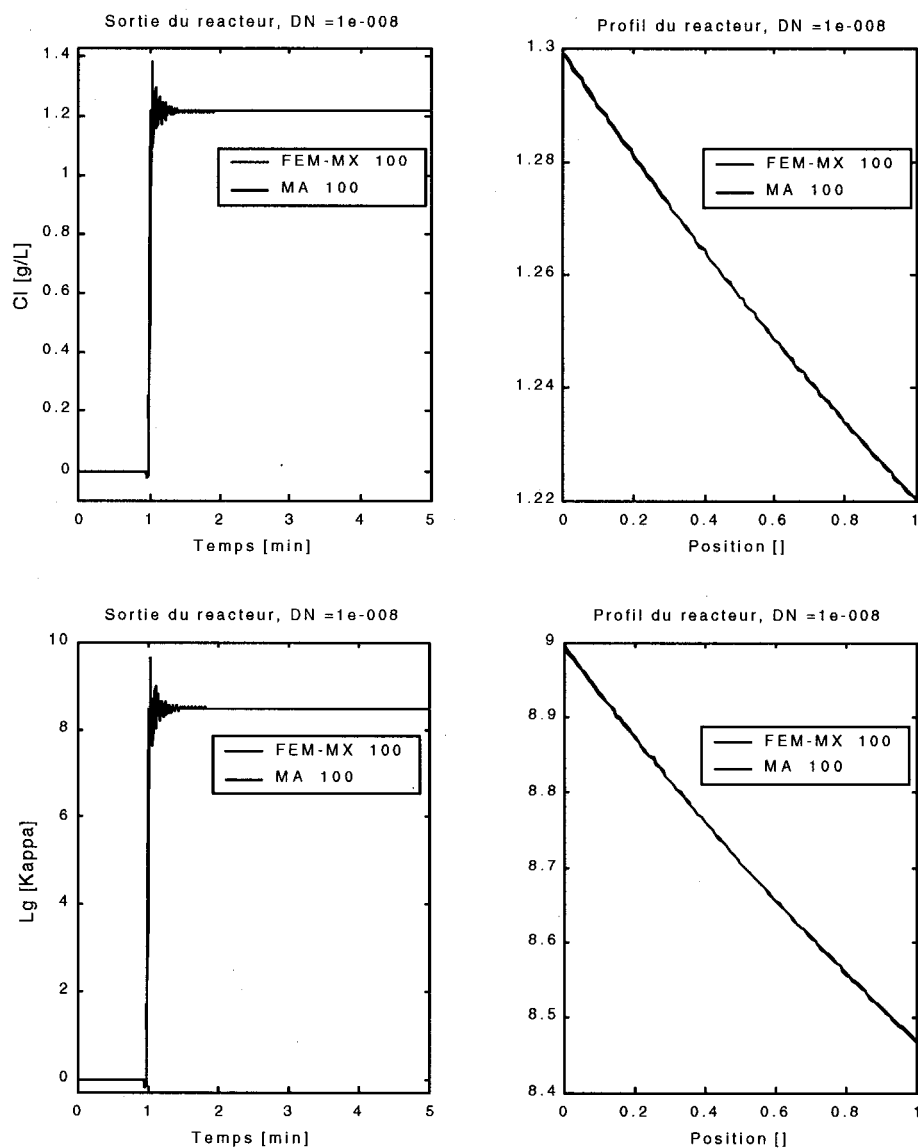 Sortie du reacteur, DN =1e-008
1.4
1.2
1
0.8
0.6
0.4
0.2
0
Cl [g/L]
FEM-MX 100
MA 100
0 1 2 3 4 5
Temps [min]
Profil du reacteur, DN =1e-008
1.3
1.28
1.26
1.24
1.22
FEM-MX 100
MA 100
0 0.2 0.4 0.6 0.8 1
Position []
Sortie du reacteur, DN =1e-008
10
8
6
4
2
0
Lg [Kappa]
FEM-MX 100
MA 100
0 1 2 3 4 5
Temps [min]
Profil du reacteur, DN =1e-008
9
8.9
8.8
8.7
8.6
8.5
8.4
FEM-MX 100
MA 100
0 0.2 0.4 0.6 0.8 1
Position []